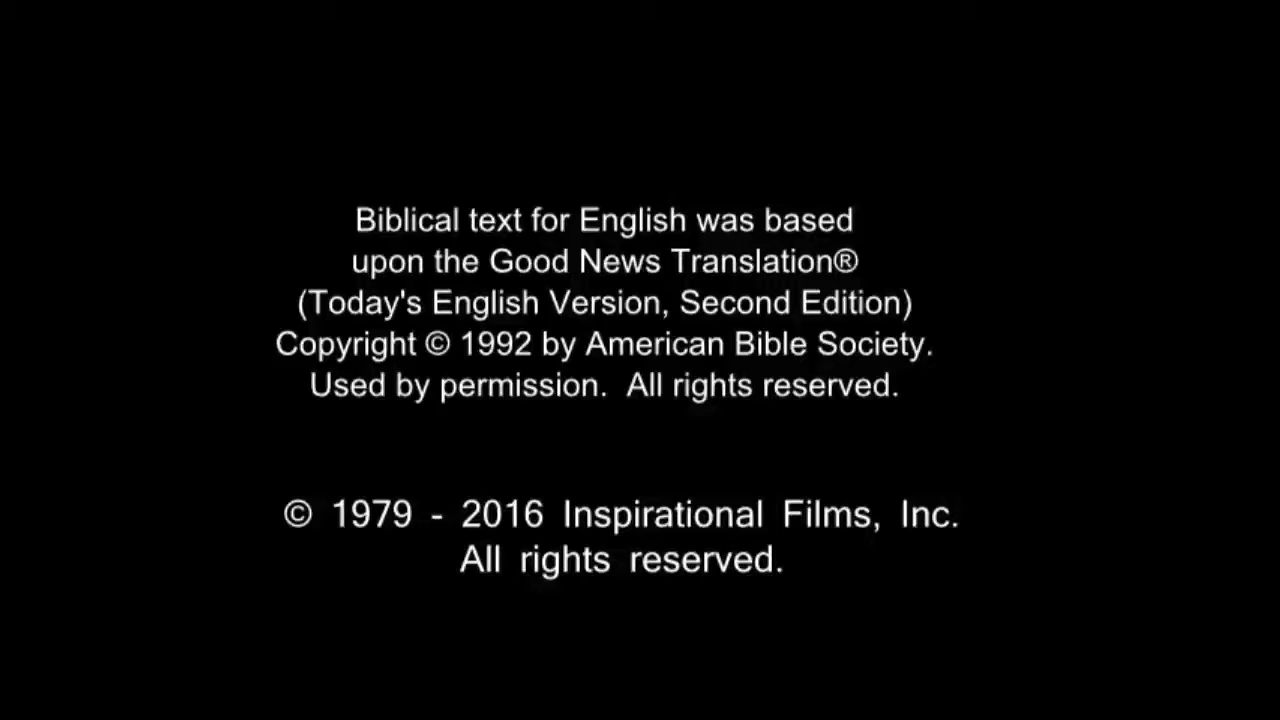 Biblical text for English was based
upon the Good News Translation®
(Today's English Version, Second Edition)
Copyright © 1992 by American Bible Society.
Used by permission.  All rights reserved.
© 1979 - 2016 Inspirational Films, Inc.
All rights reserved.